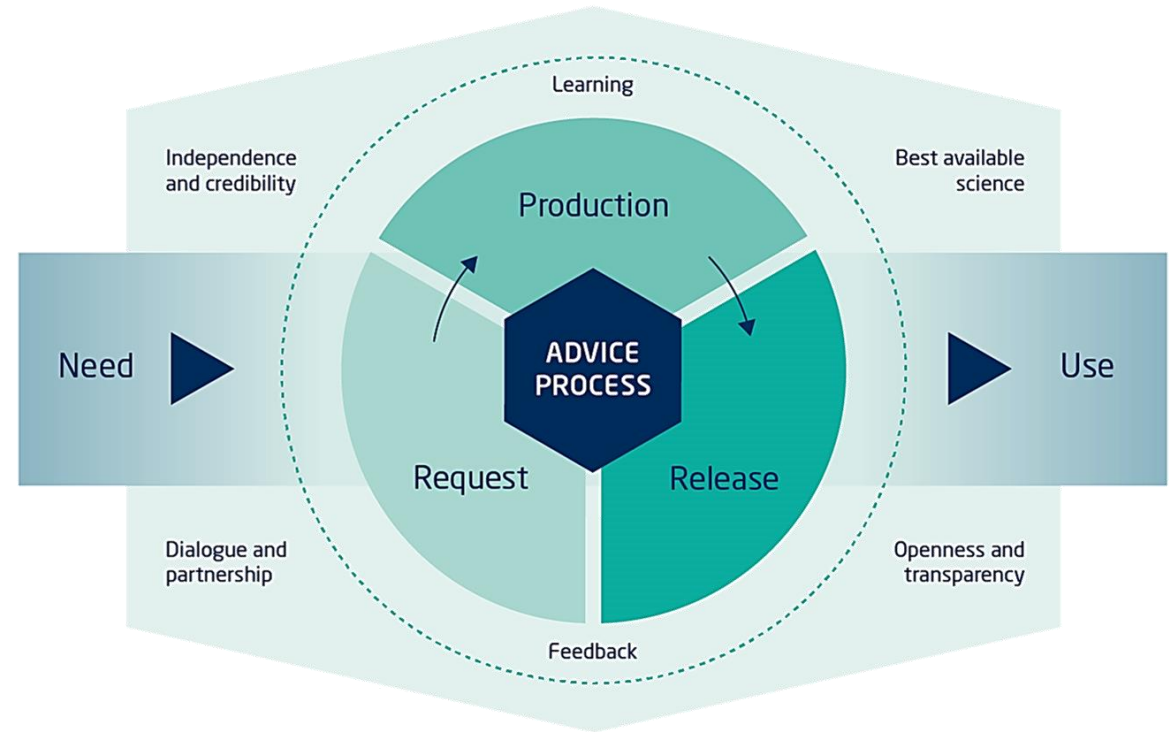 Learning
Independence
and credibility
Best available
science
Production
Need
ADVICE
PROCESS
Use
Request
Release
Dialogue and
partnership
Openness and
transparency
Feedback